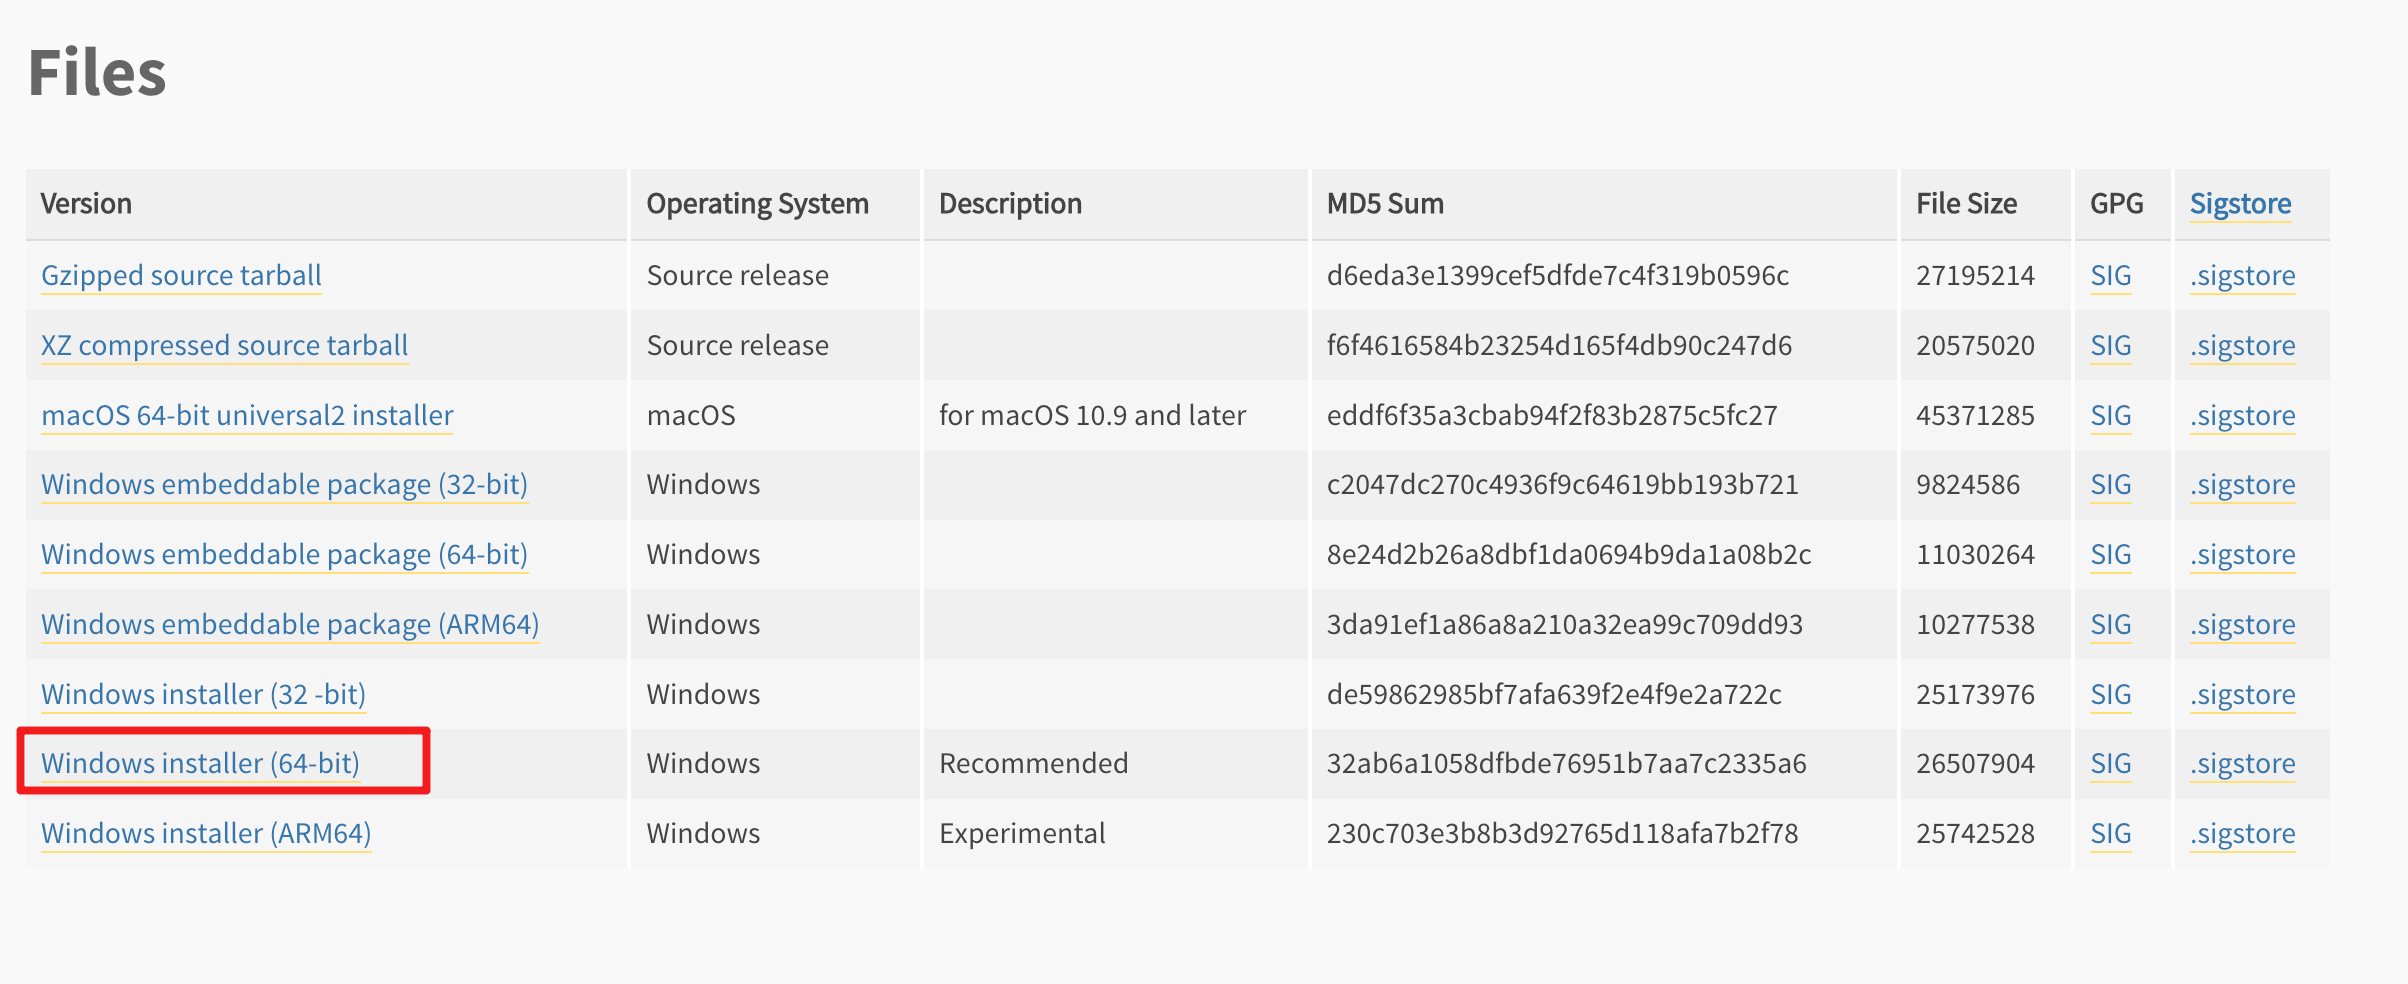 Files
Version Operating System Description MD5 Sum File Size GPG Sigstore
Gzipped source tarball Source release d6eda3e1399cef5dfde7c4f319b0596c 27195214 SIG .sigstore
XZ compressed source tarball Source release f6f4616584b23254d165f4db90c247d6 20575020 SIG .sigstore
macOS 64-bit universal2 installer macOS for macOS 10.9 and later eddf6f35a3cbab94f2f83b2875c5fc27 45371285 SIG .sigstore
Windows embeddable package (32-bit) Windows c2047dc270c4936f9c64619bb193b721 9824586 SIG .sigstore
Windows embeddable package (64-bit) Windows 8e24d2b26a8dbf1da0694b9da1a08b2c 11030264 SIG .sigstore
Windows embeddable package (ARM64) Windows 3da91ef1a86a8a210a32ea99c709dd93 10277538 SIG .sigstore
Windows installer (32 -bit) Windows de59862985bf7afa639f2e4f9e2a722c 25173976 SIG .sigstore
Windows installer (64-bit) Windows Recommended 32ab6a1058dfbde76951b7aa7c2335a6 26507904 SIG .sigstore
Windows installer (ARM64) Windows Experimental 230c703e3b8b3d92765d118afa7b2f78 25742528 SIG .sigstore